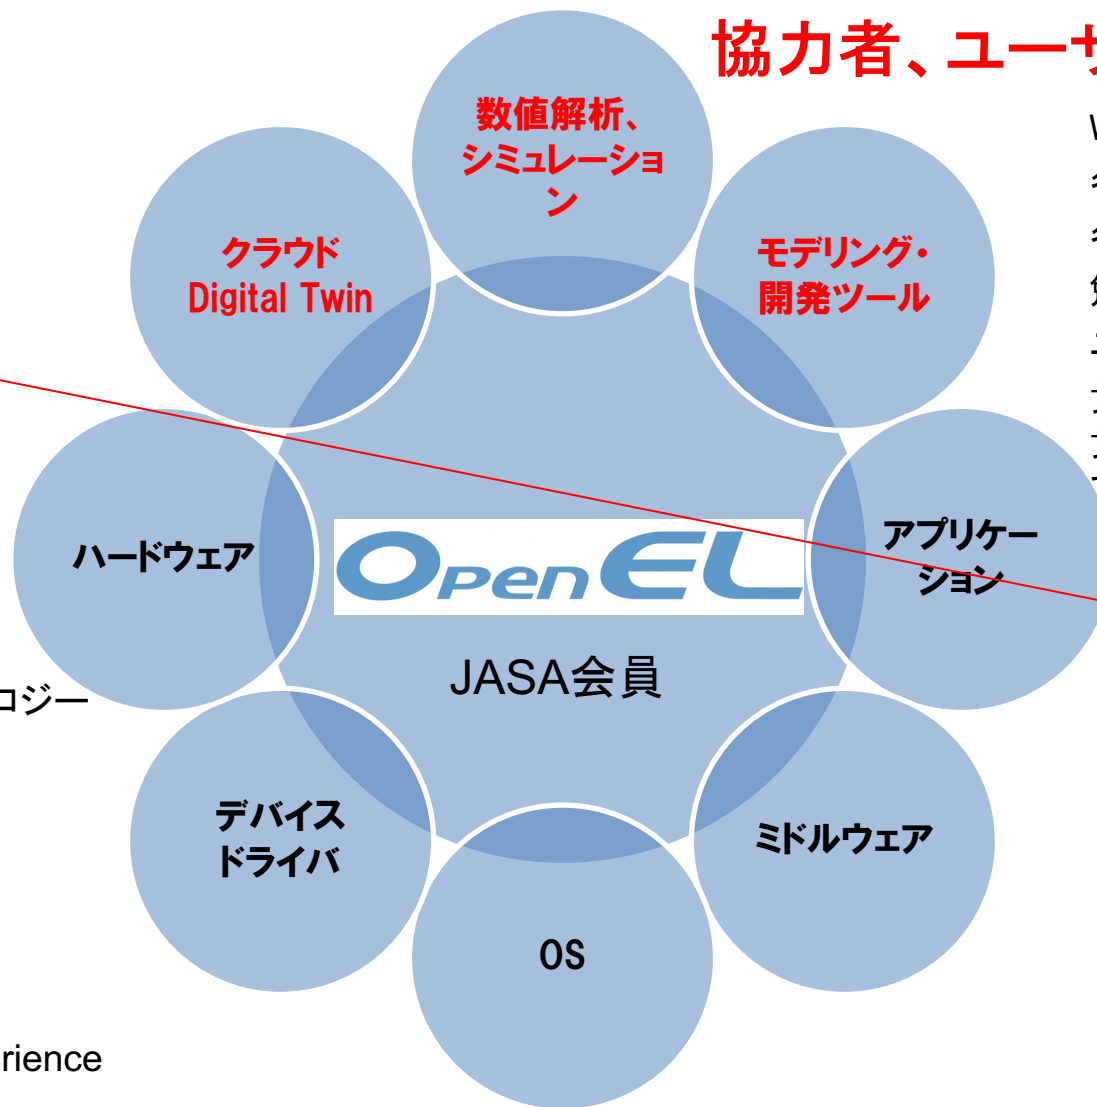 協力者、ユーザ
数値解析、
シミュレーショ
ン
クラウド
Digital Twin
モデリング・
開発ツール
ハードウェア
OpenEL
アプリケー
ション
JASA会員
ロジー
デバイス
ドライバ
ミドルウェア
OS
rience